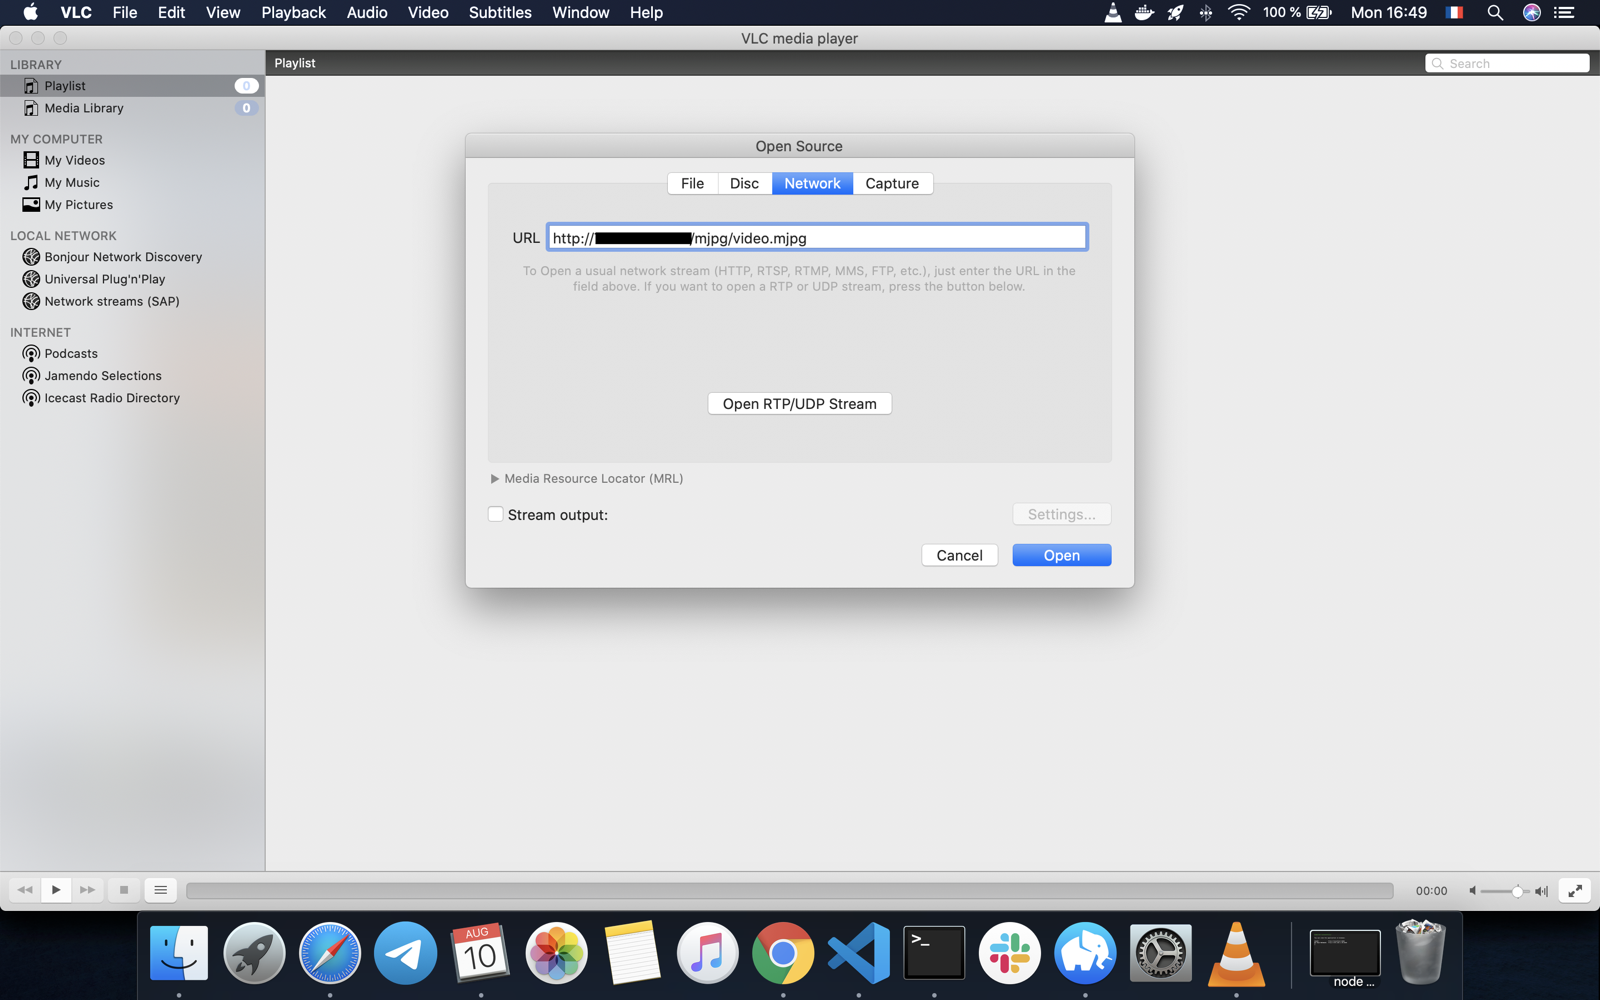 VLC File Edit View Playback Audio Video Subtitles Window Help 100 % Mon 16:49
VLC media player
LIBRARY
Playlist 0
Media Library 0
MY COMPUTER
My Videos
My Music
My Pictures
LOCAL NETWORK
Bonjour Network Discovery
Universal Plug'n'Play
Network streams (SAP)
INTERNET
Podcasts
Jamendo Selections
Icecast Radio Directory
Playlist Search
Open Source
File Disc Network Capture
URL http:// /mjpg/video.mjpg
To Open a usual network stream (HTTP, RTSP, RTMP, MMS, FTP, etc.), just enter the URL in the
field above. If you want to open a RTP or UDP stream, press the button below.
Open RTP/UDP Stream
Media Resource Locator (MRL)
Stream output: Settings...
Cancel Open
00:00
AUG
10
>_
node ...